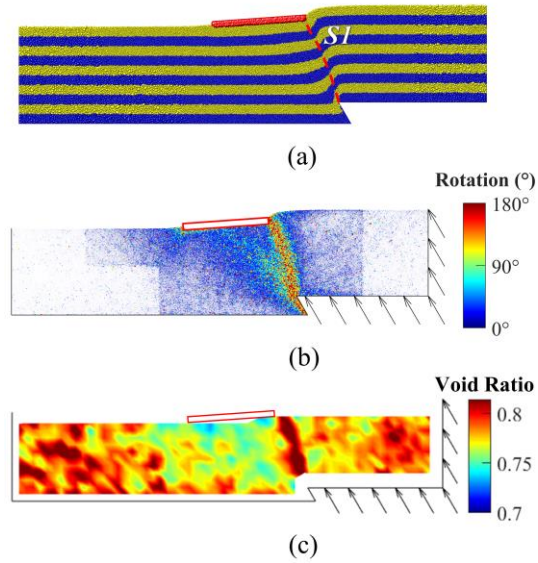 S1
(a)
Rotation (°)
180°
90°
0°
(b)
Void Ratio
0.8
0.75
0.7
(c)